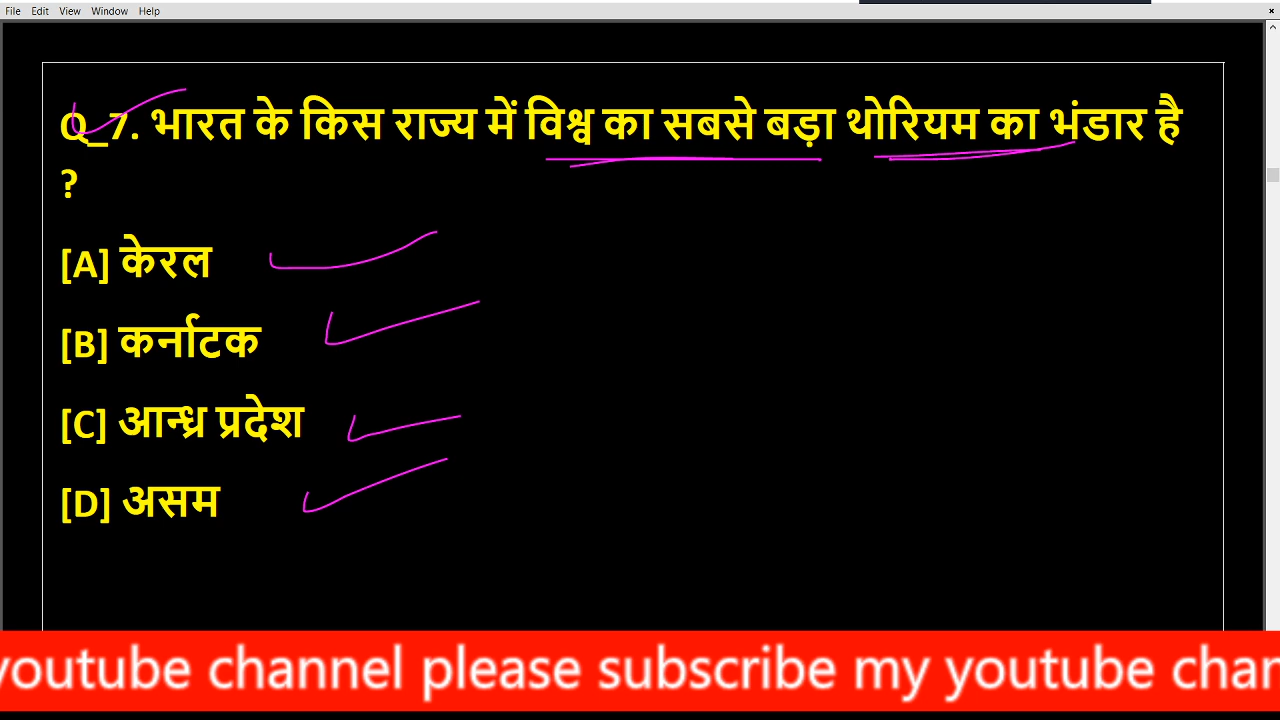 File Edit View Window Help
Q_7. भारत के किस राज्य में विश्व का सबसे बड़ा थोरियम का भंडार है
?
[A] केरल
[B] कर्नाटक
[C] आन्ध्र प्रदेश
[D] असम
youtube channel please subscribe my youtube chan